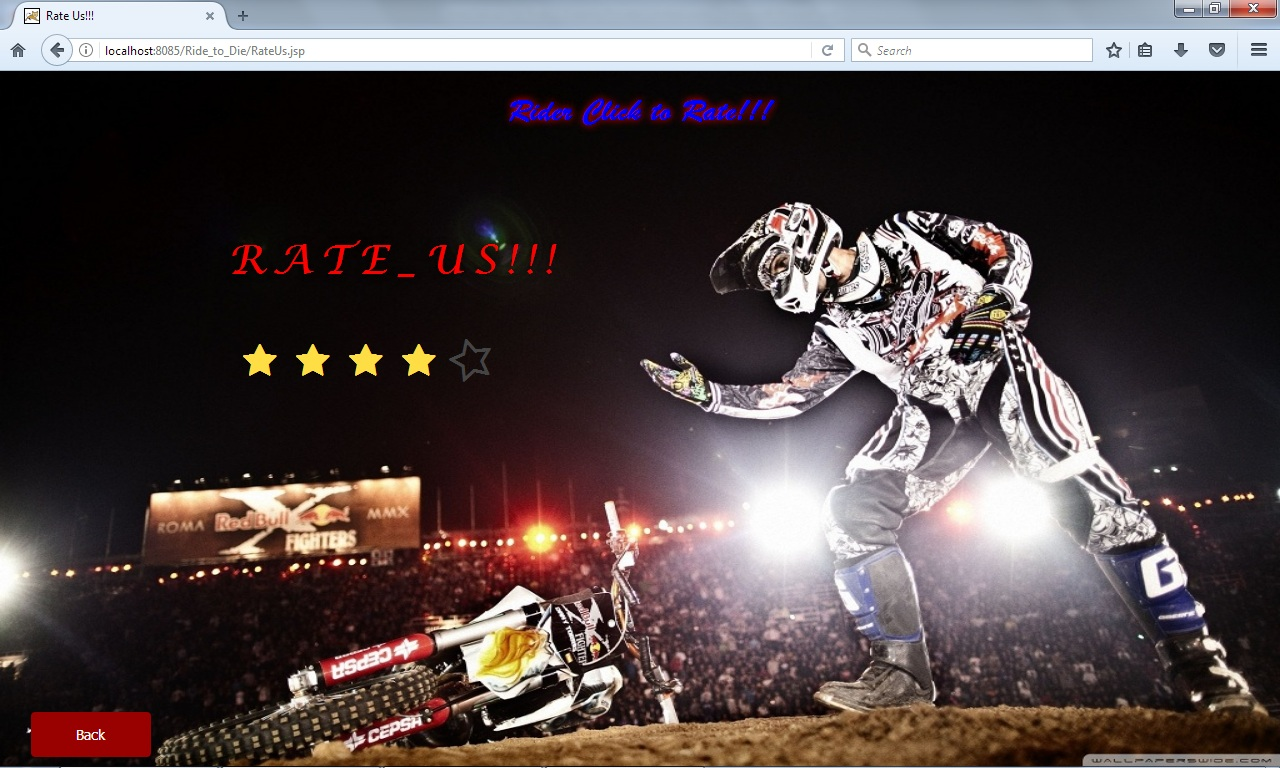 Rate Us!!!
localhost:8085/Ride_to_Die/RateUs.jsp
Search
Rider Click to Rate!!!
RATE_US!!!
ROMA Red Bull X FIGHTERS MMX
CEPSA
CEPSA
FIGHTERS
G
Back
WALLPAPERSWIDE.COM